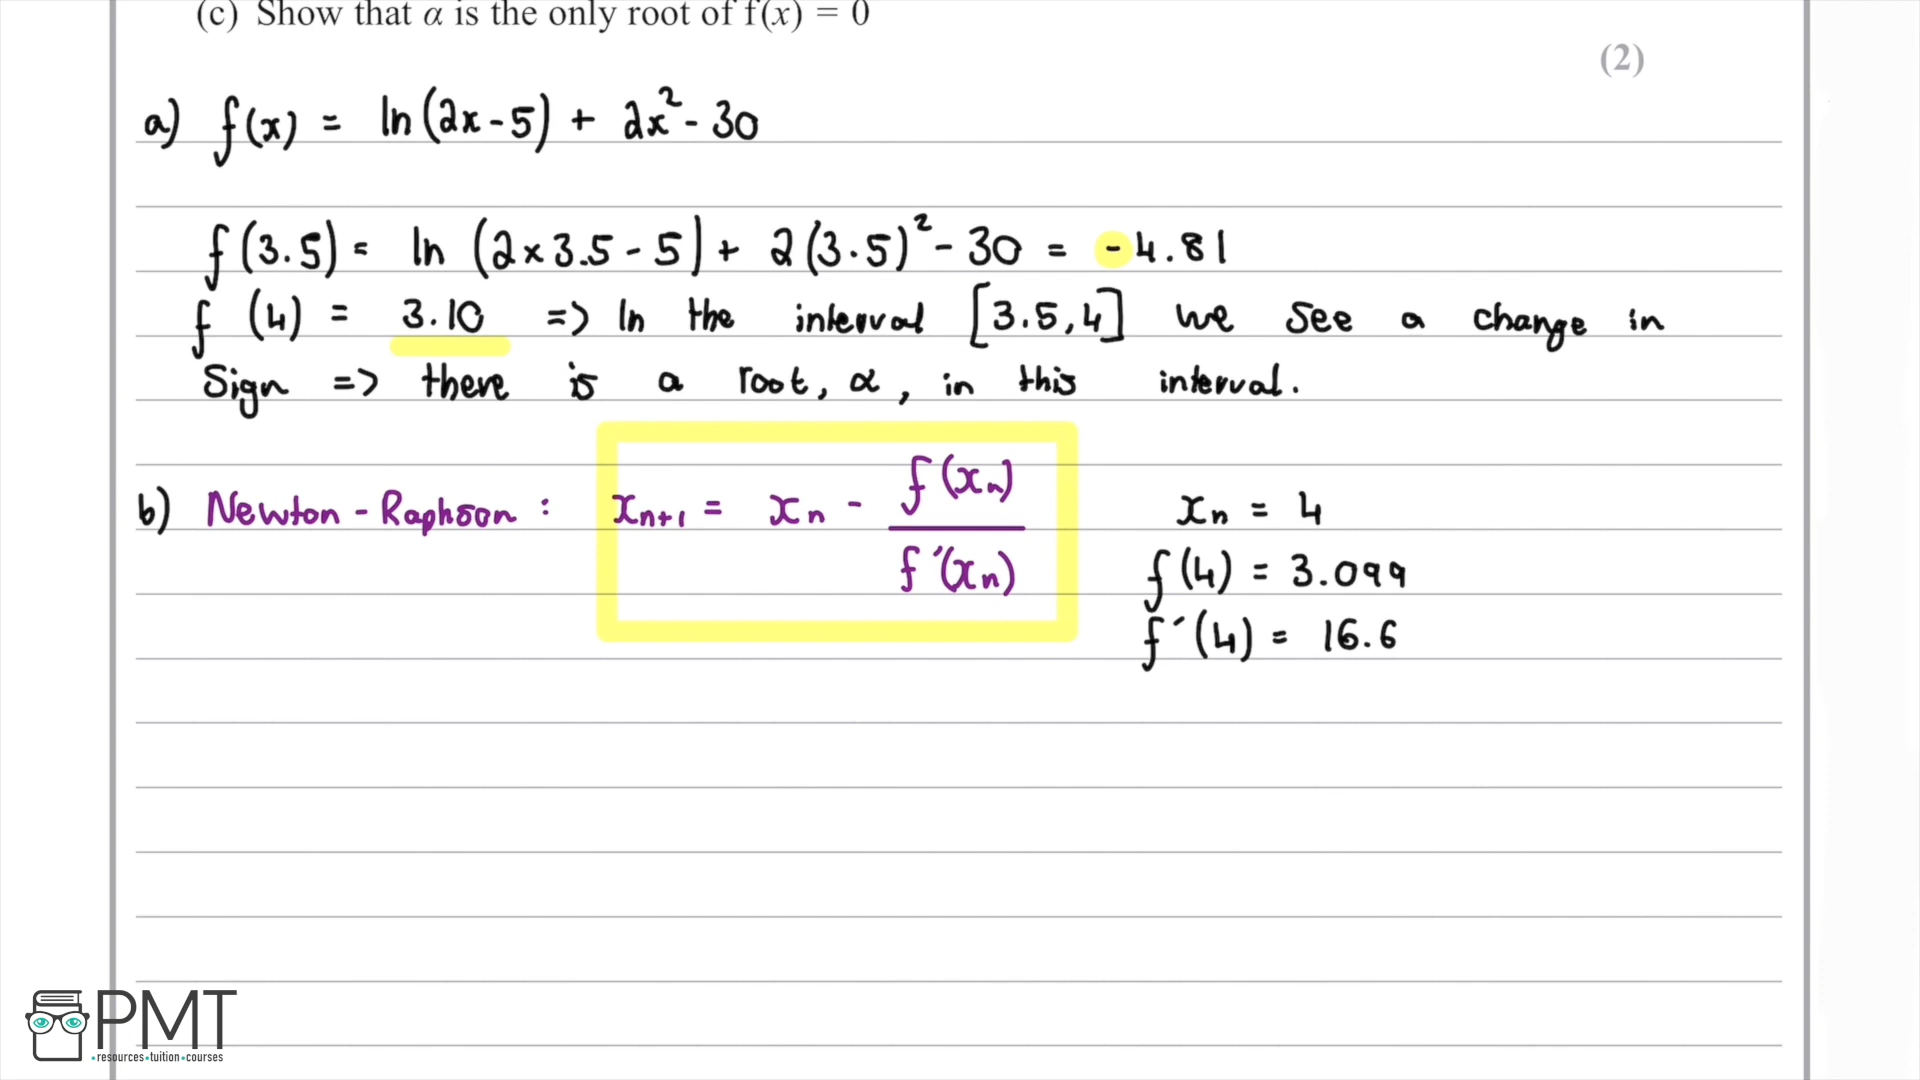 (c) Show that α is the only root of f(x) = 0
(2)
a) f(x) = ln(2x-5) + 2x² - 30
f(3.5) = ln (2×3.5-5) + 2(3.5)² - 30 = -4.81
f (4) = 3.10 => In the interval [3.5,4] we see a change in
Sign => there is a root, α, in this interval.
b) Newton-Raphson : xₙ₊₁ = xₙ - f(xₙ) / f'(xₙ)
xₙ = 4
f(4) = 3.099
f'(4) = 16.6
PMT
•resources•tuition•courses